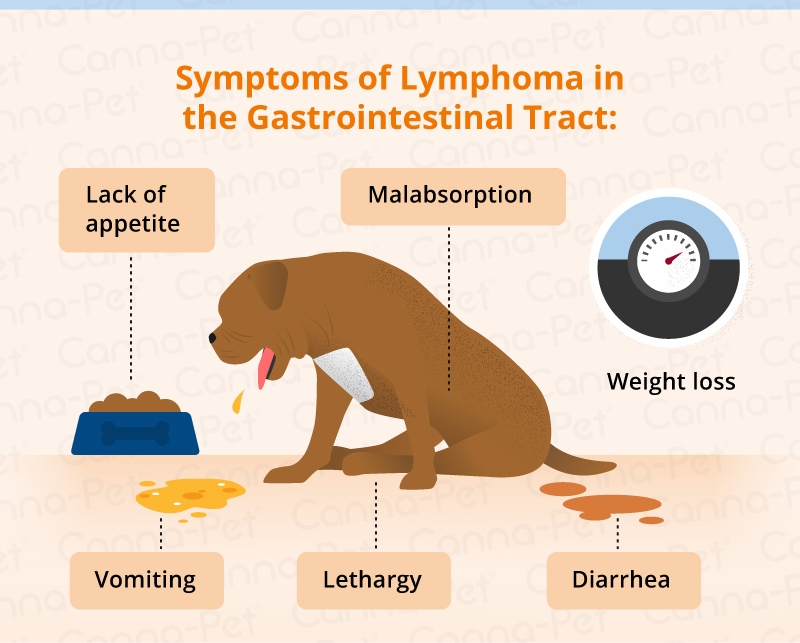 Symptoms of Lymphoma in
the Gastrointestinal Tract:
Lack of
appetite
Malabsorption
Weight loss
Vomiting
Lethargy
Diarrhea
Canna-Pet